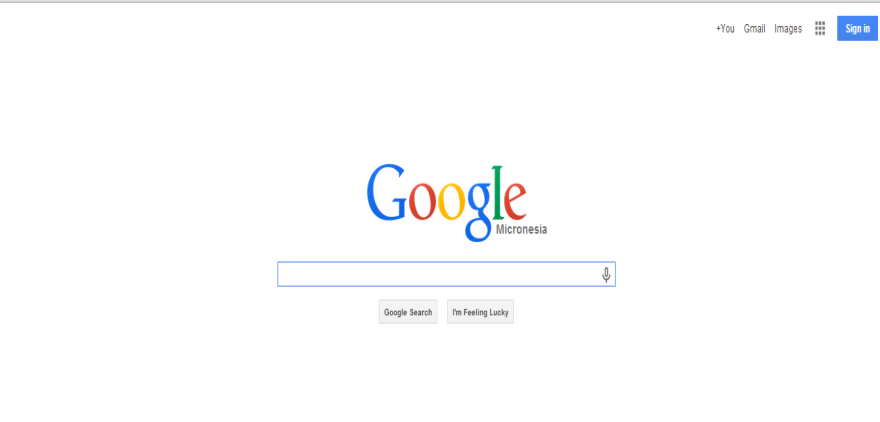 +You Gmail Images Sign in
Google
Micronesia
Google Search I'm Feeling Lucky